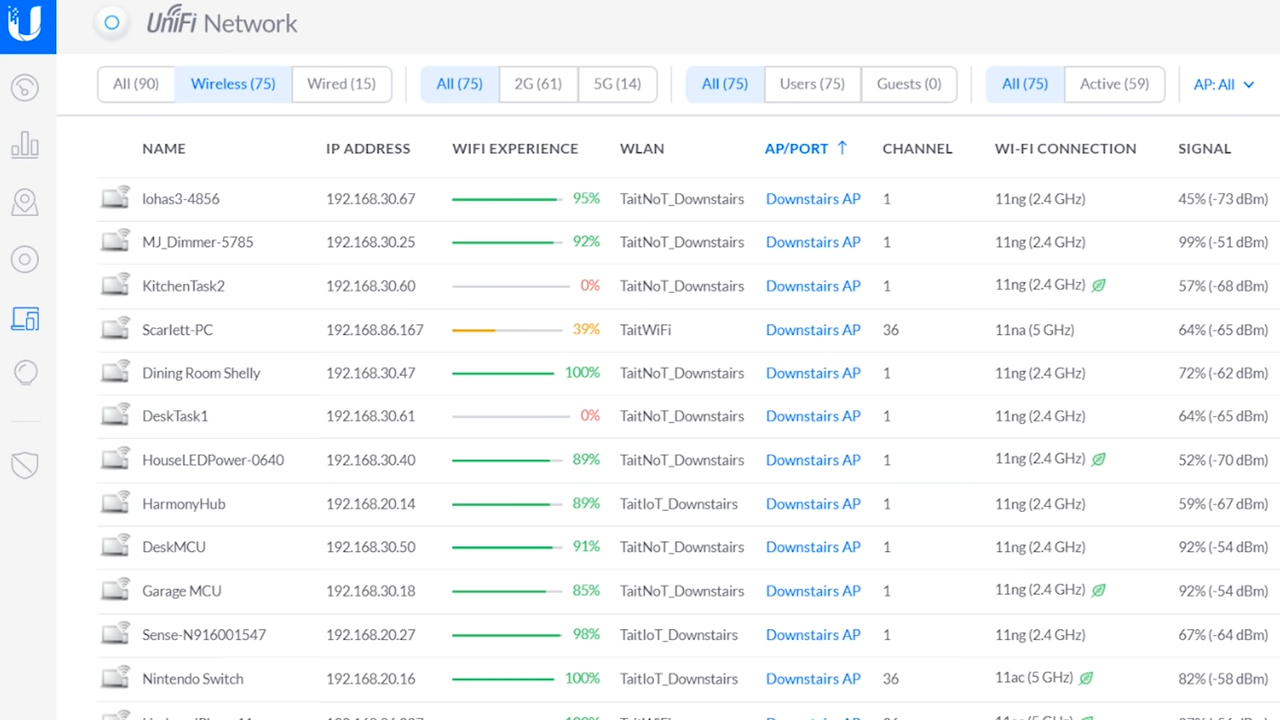 UniFi Network
All (90) Wireless (75) Wired (15) All (75) 2G (61) 5G (14) All (75) Users (75) Guests (0) All (75) Active (59) AP: All
NAME IP ADDRESS WIFI EXPERIENCE WLAN AP/PORT ↑ CHANNEL WI-FI CONNECTION SIGNAL
lohas3-4856 192.168.30.67 95% TaitNoT_Downstairs Downstairs AP 1 11ng (2.4 GHz) 45% (-73 dBm)
MJ_Dimmer-5785 192.168.30.25 92% TaitNoT_Downstairs Downstairs AP 1 11ng (2.4 GHz) 99% (-51 dBm)
KitchenTask2 192.168.30.60 0% TaitNoT_Downstairs Downstairs AP 1 11ng (2.4 GHz) 57% (-68 dBm)
Scarlett-PC 192.168.86.167 39% TaitWiFi Downstairs AP 36 11na (5 GHz) 64% (-65 dBm)
Dining Room Shelly 192.168.30.47 100% TaitNoT_Downstairs Downstairs AP 1 11ng (2.4 GHz) 72% (-62 dBm)
DeskTask1 192.168.30.61 0% TaitNoT_Downstairs Downstairs AP 1 11ng (2.4 GHz) 64% (-65 dBm)
HouseLEDPower-0640 192.168.30.40 89% TaitNoT_Downstairs Downstairs AP 1 11ng (2.4 GHz) 52% (-70 dBm)
HarmonyHub 192.168.20.14 89% TaitIoT_Downstairs Downstairs AP 1 11ng (2.4 GHz) 59% (-67 dBm)
DeskMCU 192.168.30.50 91% TaitNoT_Downstairs Downstairs AP 1 11ng (2.4 GHz) 92% (-54 dBm)
Garage MCU 192.168.30.18 85% TaitNoT_Downstairs Downstairs AP 1 11ng (2.4 GHz) 92% (-54 dBm)
Sense-N916001547 192.168.20.27 98% TaitIoT_Downstairs Downstairs AP 1 11ng (2.4 GHz) 67% (-64 dBm)
Nintendo Switch 192.168.20.16 100% TaitIoT_Downstairs Downstairs AP 36 11ac (5 GHz) 82% (-58 dBm)